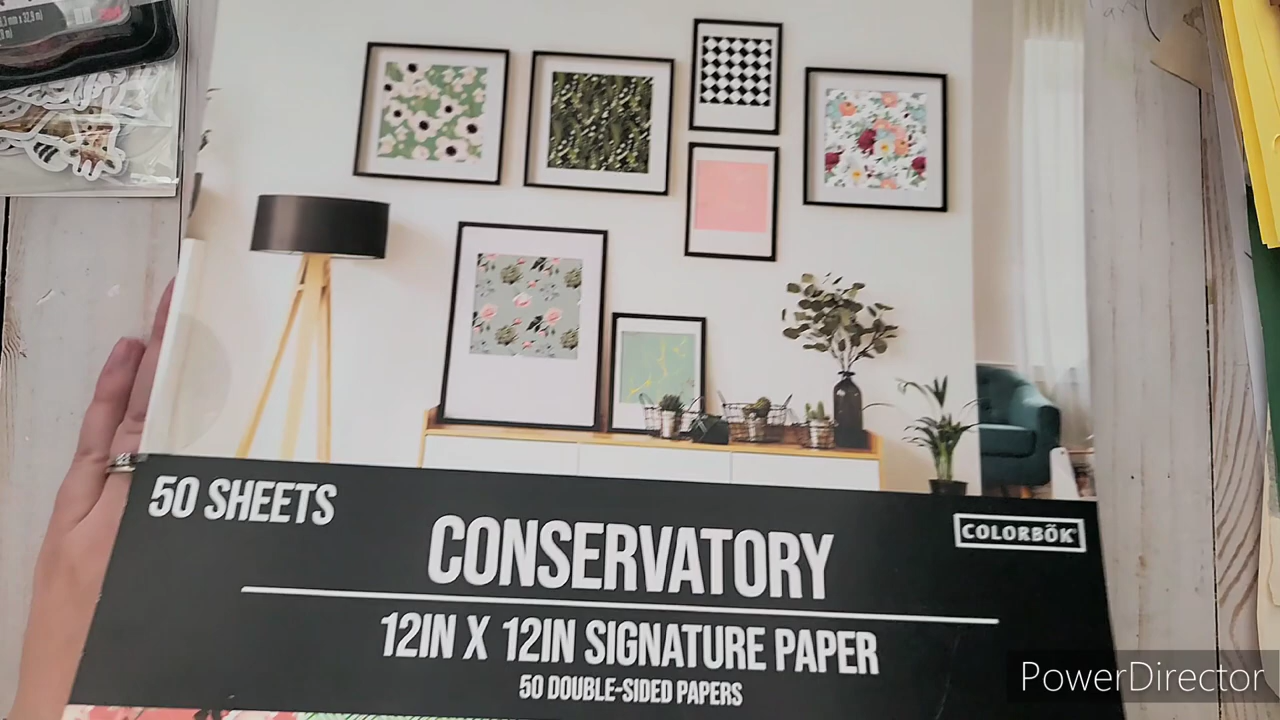 50 SHEETS
CONSERVATORY
COLORBÖK
12IN X 12IN SIGNATURE PAPER
50 DOUBLE-SIDED PAPERS
PowerDirector